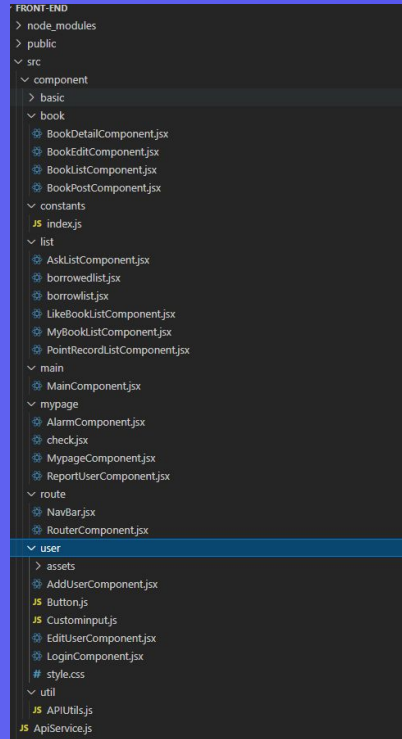 FRONT-END
> node_modules
> public
src
component
> basic
book
BookDetailComponent.jsx
BookEditComponent.jsx
BookListComponent.jsx
BookPostComponent.jsx
constants
JS index.js
list
AskListComponent.jsx
borrowedlist.jsx
borrowlist.jsx
LikeBookListComponent.jsx
MyBookListComponent.jsx
PointRecordListComponent.jsx
main
MainComponent.jsx
mypage
AlarmComponent.jsx
check.jsx
MypageComponent.jsx
ReportUserComponent.jsx
route
NavBar.jsx
RouterComponent.jsx
user
> assets
AddUserComponent.jsx
JS Button.js
JS Custominput.js
EditUserComponent.jsx
LoginComponent.jsx
# style.css
util
JS APIUtils.js
JS ApiService.js